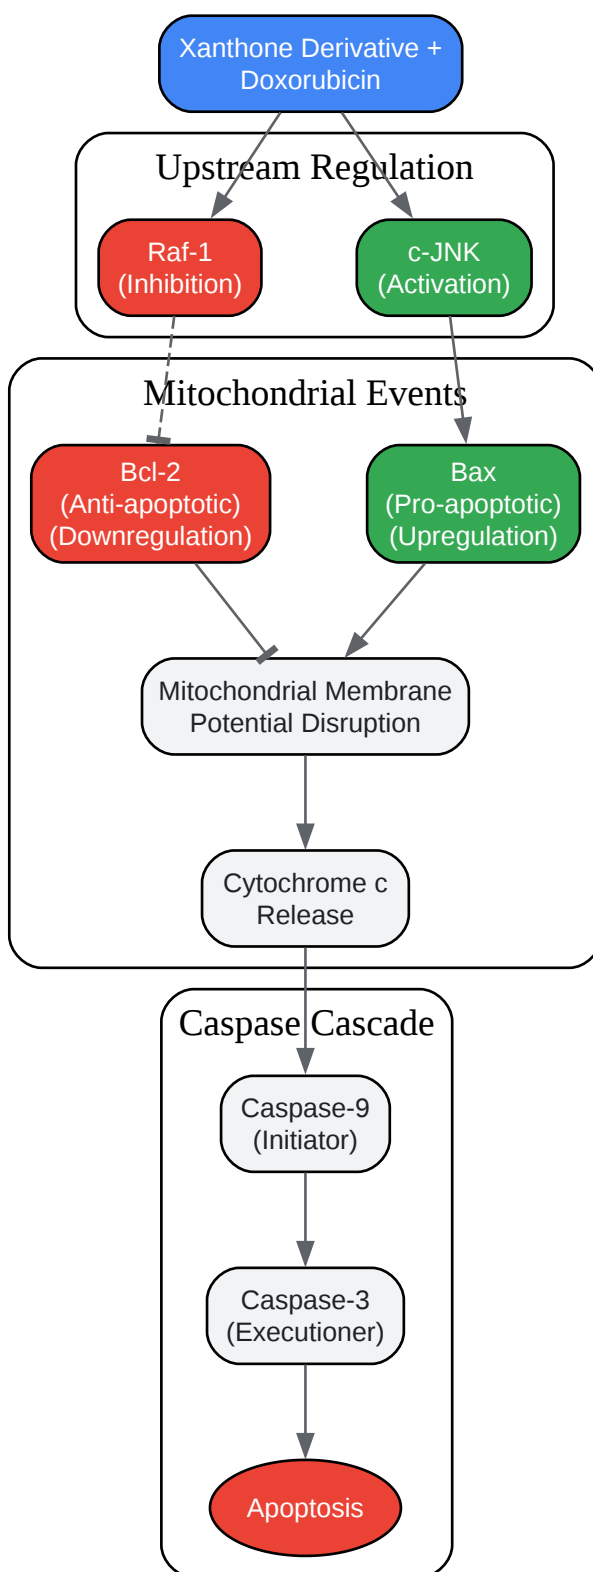 Xanthone Derivative +
Doxorubicin
Upstream Regulation
Raf-1
(Inhibition)
c-JNK
(Activation)
Mitochondrial Events
Bcl-2
(Anti-apoptotic)
(Downregulation)
Bax
(Pro-apoptotic)
(Upregulation)
Mitochondrial Membrane
Potential Disruption
Cytochrome c
Release
Caspase Cascade
Caspase-9
(Initiator)
Caspase-3
(Executioner)
Apoptosis